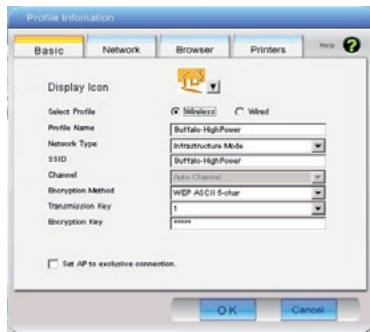 Profile Infomation
Basic Network Browser Printers Help
Display Icon
Select Profile Wireless Wired
Profile Name Buffalo-HighPower
Network Type Infrastructure Mode
SSID Buffalo-HighPower
Channel Auto-Channel
Encryption Method WEP ASCII 5-char
Transmission Key 1
Encryption Key *****
Set AP to exclusive connection.
OK Cancel